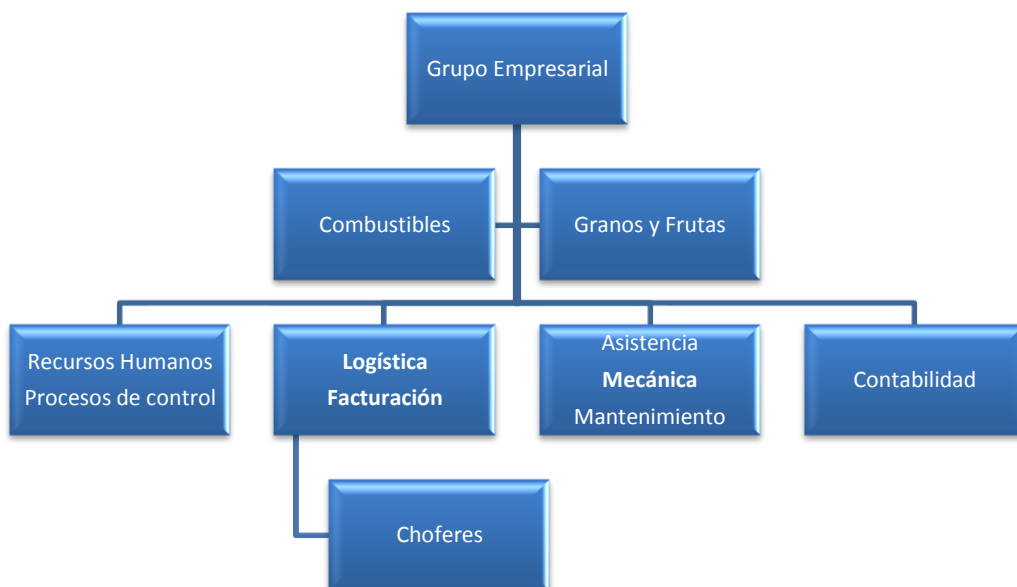 Grupo Empresarial
Combustibles
Granos y Frutas
Recursos Humanos
Procesos de control
Logística
Facturación
Asistencia
Mecánica
Mantenimiento
Contabilidad
Choferes